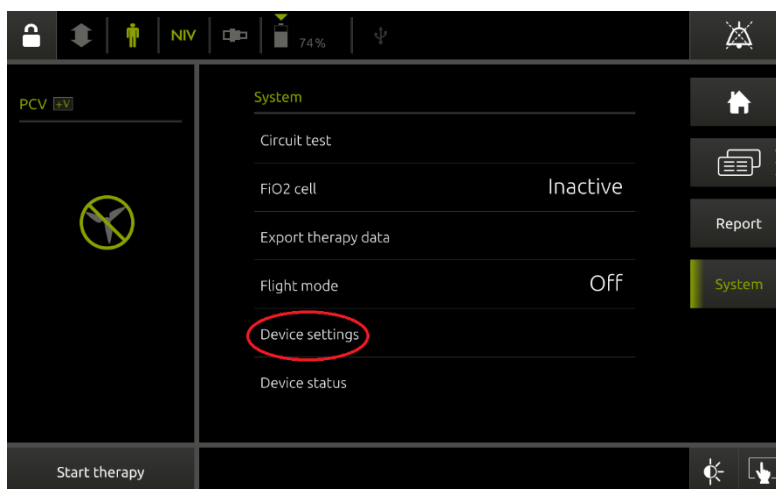 NIV
74%
PCV +V
System
Circuit test
FiO2 cell Inactive
Export therapy data
Flight mode Off
Device settings
Device status
Report
System
Start therapy